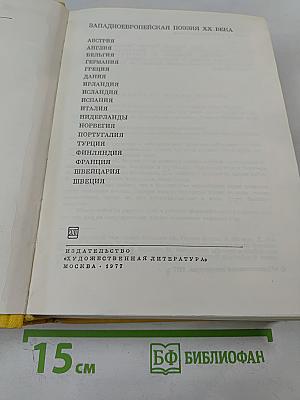 ЗАПАДНОЕВРОПЕЙСКАЯ ПОЭЗИЯ XX ВЕКА
АВСТРИЯ
АНГЛИЯ
БЕЛЬГИЯ
ГЕРМАНИЯ
ГРЕЦИЯ
ДАНИЯ
ИРЛАНДИЯ
ИСЛАНДИЯ
ИСПАНИЯ
ИТАЛИЯ
НИДЕРЛАНДЫ
НОРВЕГИЯ
ПОРТУГАЛИЯ
ТУРЦИЯ
ФИНЛЯНДИЯ
ФРАНЦИЯ
ШВЕЙЦАРИЯ
ШВЕЦИЯ
ИЗДАТЕЛЬСТВО
«ХУДОЖЕСТВЕННАЯ ЛИТЕРАТУРА»
МОСКВА · 1977
15 см
БФ БИБЛИОФАН